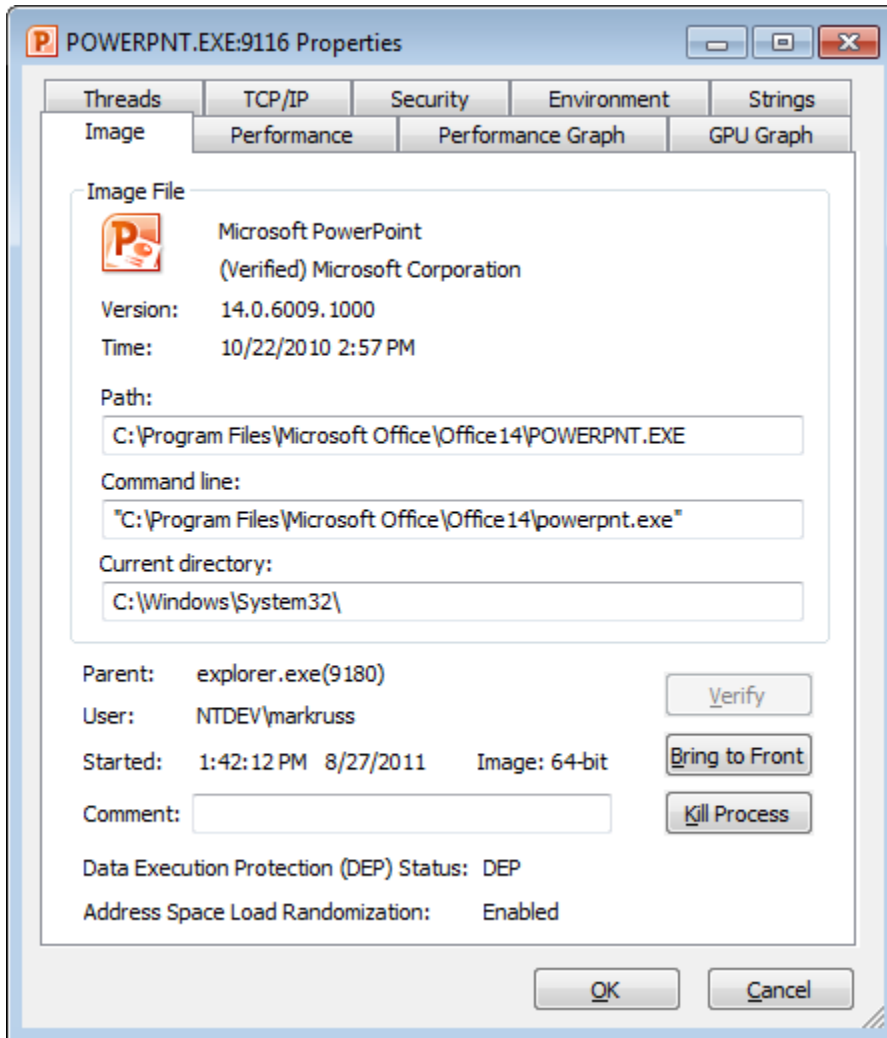 POWERPNT.EXE:9116 Properties
Threads TCP/IP Security Environment Strings
Image Performance Performance Graph GPU Graph
Image File
Microsoft PowerPoint
(Verified) Microsoft Corporation
Version: 14.0.6009.1000
Time: 10/22/2010 2:57 PM
Path:
C:\Program Files\Microsoft Office\Office14\POWERPNT.EXE
Command line:
"C:\Program Files\Microsoft Office\Office14\powerpnt.exe"
Current directory:
C:\Windows\System32\
Parent: explorer.exe(9180)
Verify
User: NTDEV\markruss
Started: 1:42:12 PM 8/27/2011 Image: 64-bit
Bring to Front
Comment:
Kill Process
Data Execution Protection (DEP) Status: DEP
Address Space Load Randomization: Enabled
OK Cancel